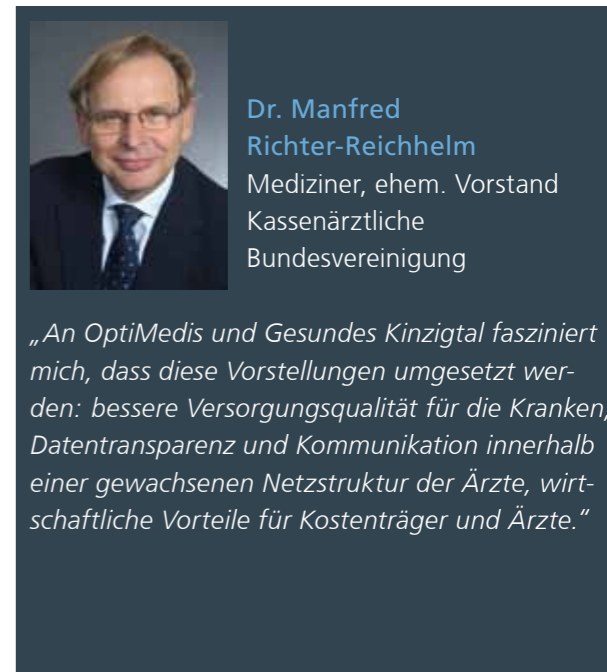 Dr. Manfred
Richter-Reichhelm
Mediziner, ehem. Vorstand
Kassenärztliche
Bundesvereinigung
„An OptiMedis und Gesundes Kinzigtal fasziniert
mich, dass diese Vorstellungen umgesetzt wer-
den: bessere Versorgungsqualität für die Kranken,
Datentransparenz und Kommunikation innerhalb
einer gewachsenen Netzstruktur der Ärzte, wirt-
schaftliche Vorteile für Kostenträger und Ärzte.“